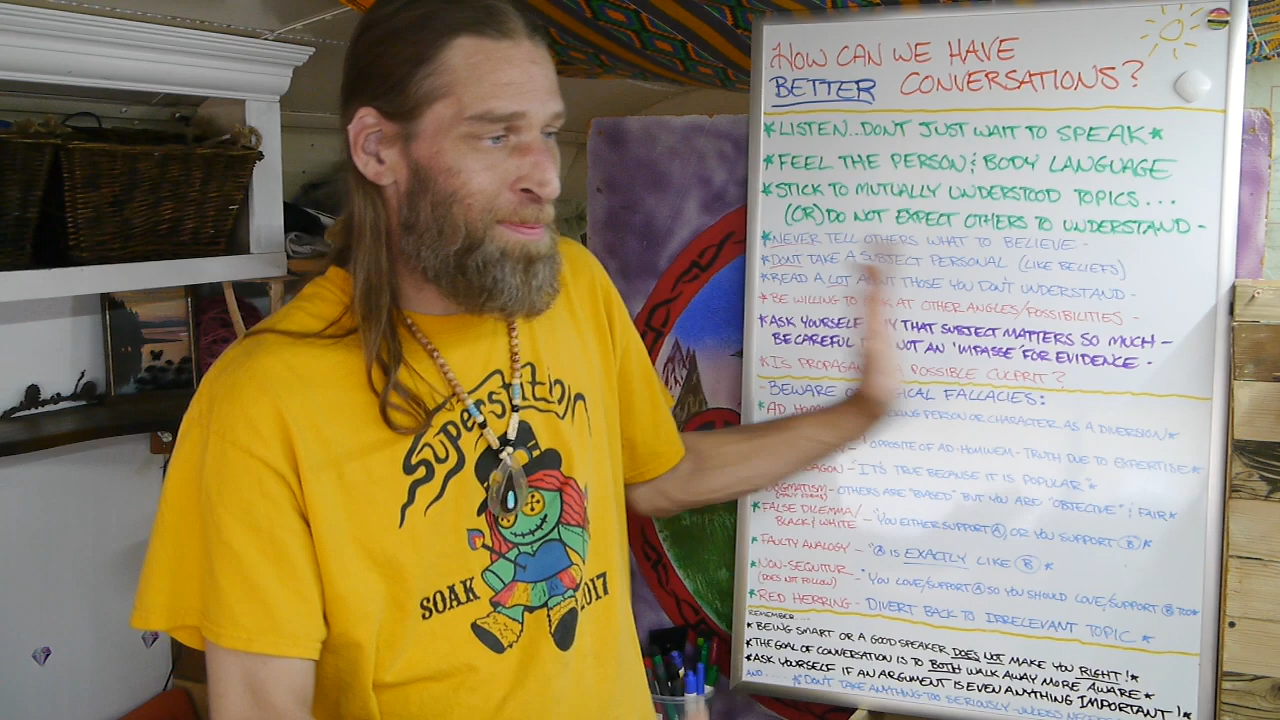 HOW CAN WE HAVE
BETTER CONVERSATIONS?
*LISTEN..DONT JUST WAIT TO SPEAK*
*FEEL THE PERSON & BODY LANGUAGE
*STICK TO MUTUALLY UNDERSTOOD TOPICS...
(OR) DO NOT EXPECT OTHERS TO UNDERSTAND-
*NEVER TELL OTHERS WHAT TO BELIEVE-
*DONT TAKE A SUBJECT PERSONAL (LIKE BELIEFS)
*READ A LOT THOSE YOU DON'T UNDERSTAND-
*BE WILLING TO AT OTHER ANGLES/POSSIBILITIES-
*ASK YOURSELF THAT SUBJECT MATTERS SO MUCH-
BE CAREFUL NOT AN 'IMPASSE' FOR EVIDENCE-
*IS A POSSIBLE CULPRIT?
-BEWARE FALLACIES:
*AD PERSON OR CHARACTER AS A DIVERSION*
OPPOSITE OF AD-HOMINEM-TRUTH DUE TO EXPERTISE*
-"IT'S TRUE BECAUSE IT IS POPULAR"*
-OTHERS ARE "BIASED" BUT YOU ARE "OBJECTIVE" & FAIR*
*FALSE DILEMMA/
BLACK & WHITE -"YOU EITHER SUPPORT A, OR YOU SUPPORT B*
*FAULTY ANALOGY-"A IS EXACTLY LIKE B*
*NON-SEQUITUR
(DOES NOT FOLLOW) -"YOU LOVE/SUPPORT A SO YOU SHOULD LOVE/SUPPORT B TOO*
*RED HERRING-DIVERT BACK TO IRRELEVANT TOPIC*
REMEMBER....
*BEING SMART OR A GOOD SPEAKER DOES NOT MAKE YOU RIGHT!*
*THE GOAL OF CONVERSATION IS TO BOTH WALK AWAY MORE AWARE*
*ASK YOURSELF IF AN ARGUMENT IS EVEN ANYTHING IMPORTANT!*
AND.....*DON'T TAKE ANYTHING TOO SERIOUSLY-UNLESS
Superstition
SOAK 2017